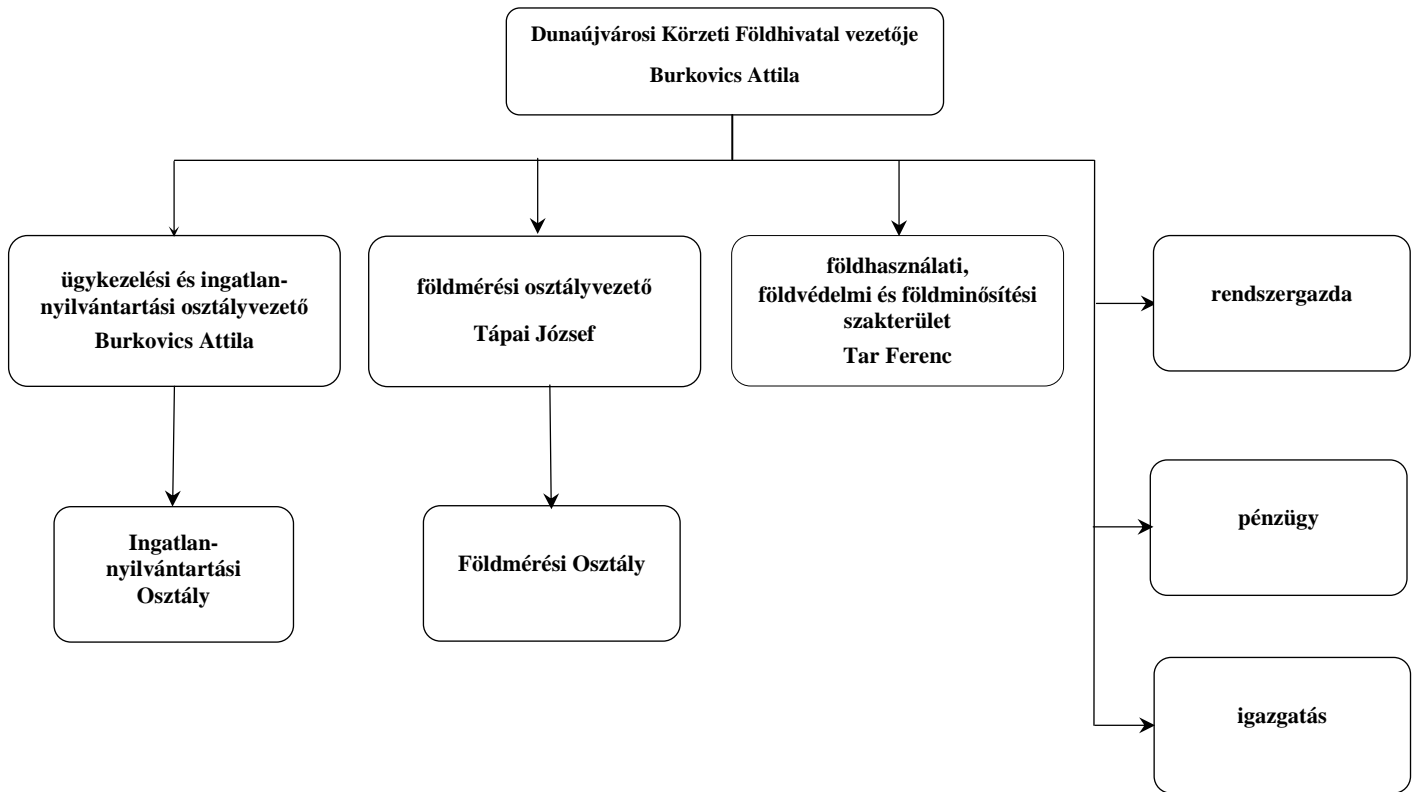 Dunaújvárosi Körzeti Földhivatal vezetője
Burkovics Attila
ügykezelési és ingatlan-
nyilvántartási osztályvezető
Burkovics Attila
földmérési osztályvezető
Tápai József
földhasználati,
földvédelmi és földminősítési
szakterület
Tar Ferenc
rendszergazda
Ingatlan-
nyilvántartási
Osztály
Földmérési Osztály
pénzügy
igazgatás